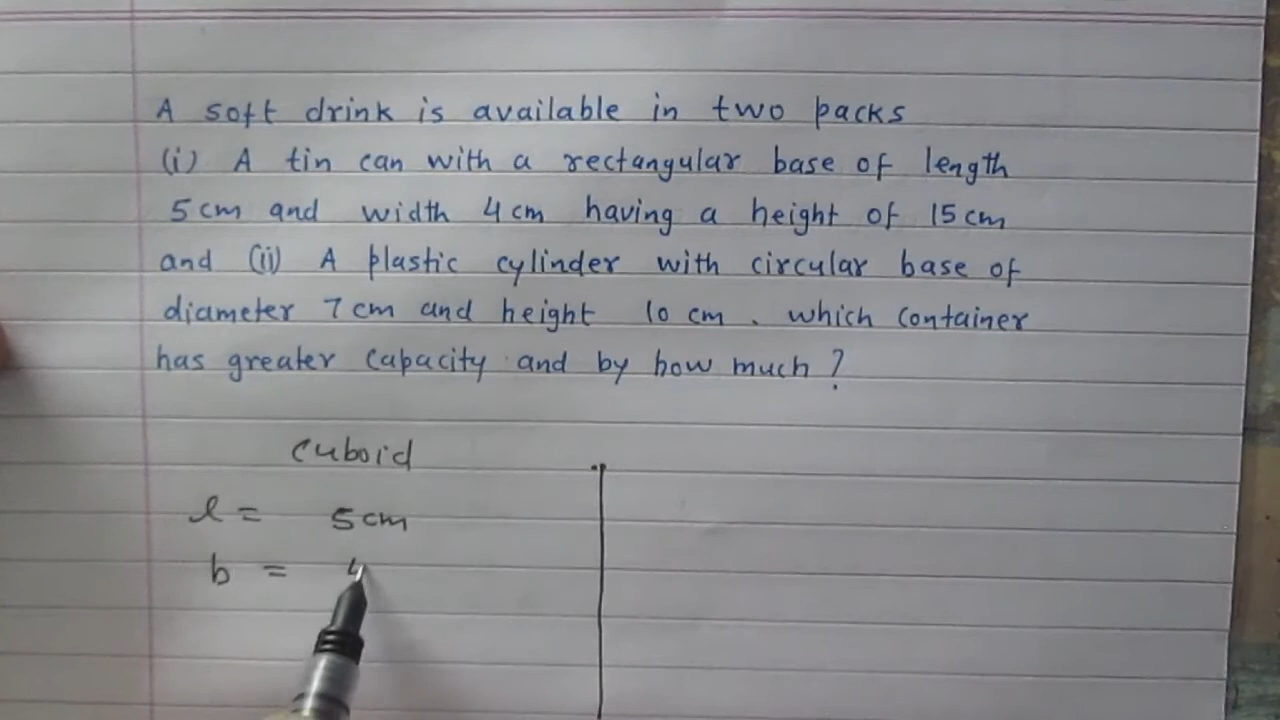 A soft drink is available in two packs
(i) A tin can with a rectangular base of length
5 cm and width 4 cm having a height of 15 cm
and (ii) A plastic cylinder with circular base of
diameter 7 cm and height 10 cm. which container
has greater capacity and by how much?
cuboid
l = 5 cm
b = 4